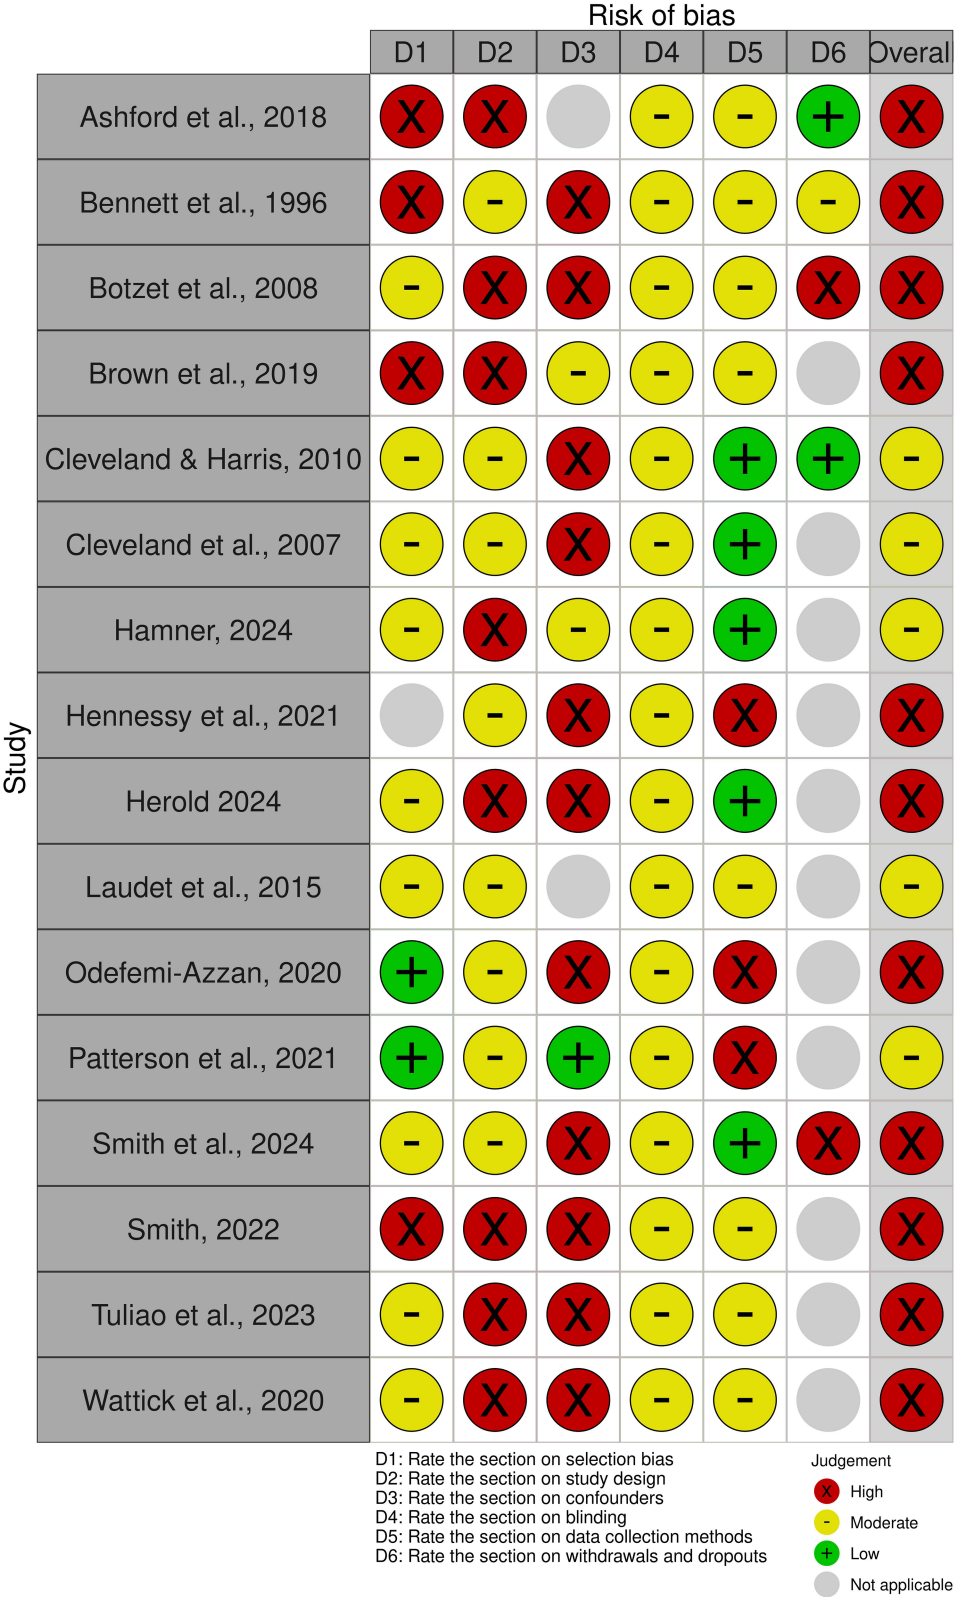 Risk of bias
D1 D2 D3 D4 D5 D6 Overall
Study
Ashford et al., 2018 X X - - + X
Bennett et al., 1996 X - X - - - X
Botzet et al., 2008 - X X - - X X
Brown et al., 2019 X X - - - X
Cleveland & Harris, 2010 - - X - + + -
Cleveland et al., 2007 - - X - + -
Hamner, 2024 - X - - + -
Hennessy et al., 2021 - X - X X
Herold 2024 - X X - + X
Laudet et al., 2015 - - - - -
Odefemi-Azzan, 2020 + - X - X X
Patterson et al., 2021 + - + - X -
Smith et al., 2024 - - X - + X X
Smith, 2022 X X X - - X
Tuliao et al., 2023 - X X - - X
Wattick et al., 2020 - X X - - X
D1: Rate the section on selection bias
D2: Rate the section on study design
D3: Rate the section on confounders
D4: Rate the section on blinding
D5: Rate the section on data collection methods
D6: Rate the section on withdrawals and dropouts
Judgement
X High
- Moderate
+ Low
Not applicable